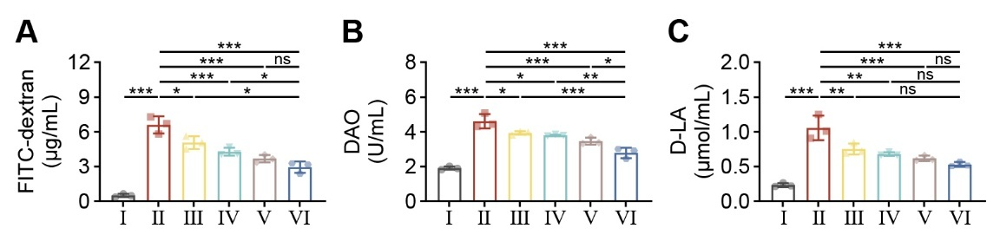 A
FITC-dextran
(μg/mL)
12
9
6
3
0
***
*** ns
*** *
*** * *
I II III IV V VI
B
DAO
(U/mL)
8
6
4
2
0
***
*** *
* **
*** * ***
I II III IV V VI
C
D-LA
(μmol/mL)
2.0
1.5
1.0
0.5
0.0
***
*** ns
** ns
*** ** ns
I II III IV V VI